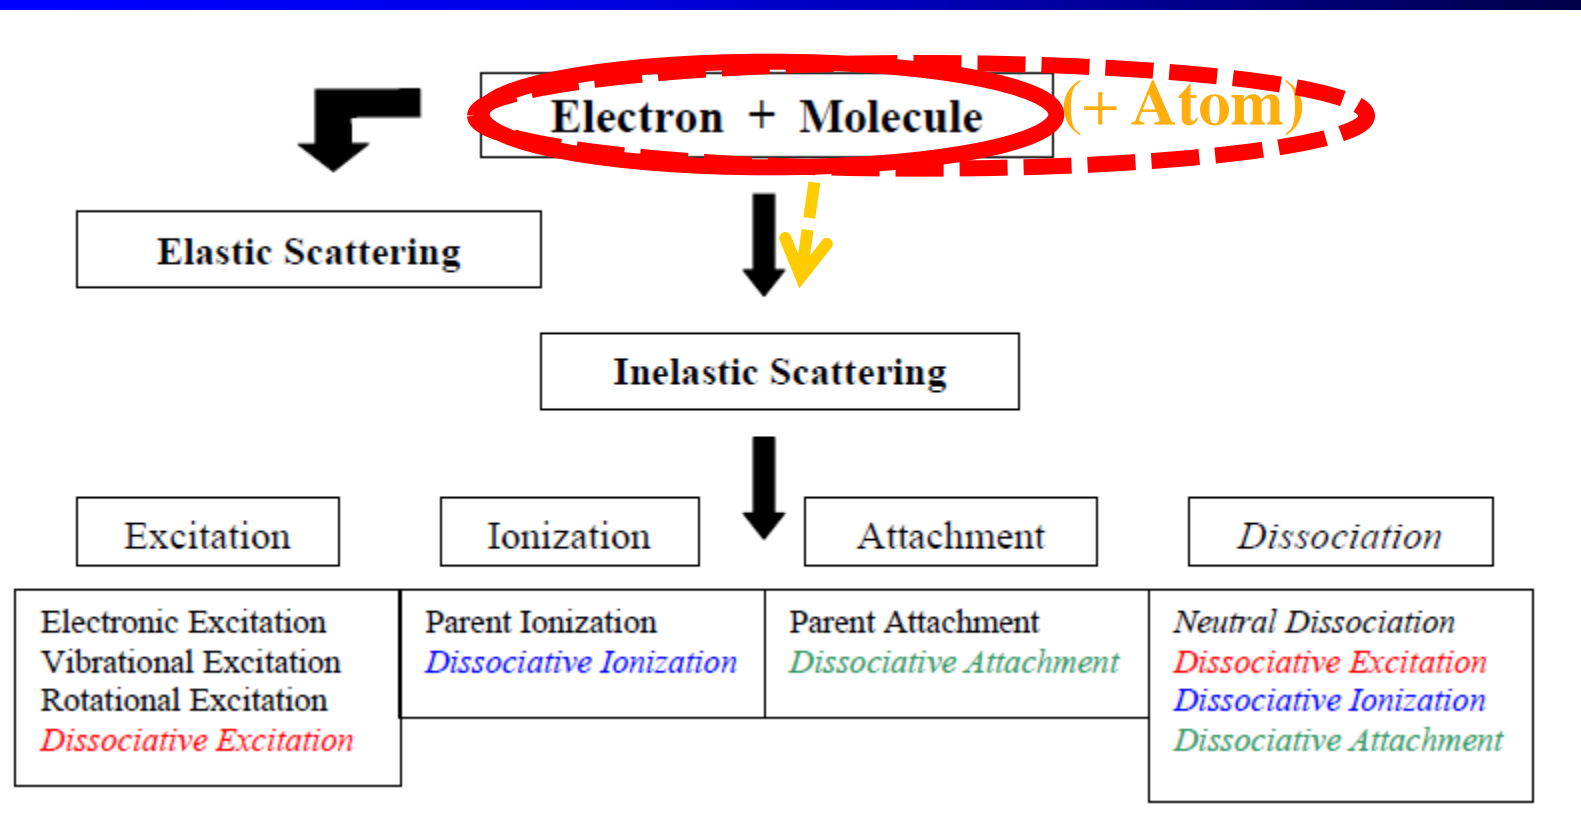 Electron + Molecule (+ Atom)
Elastic Scattering
Inelastic Scattering
Excitation
Electronic Excitation
Vibrational Excitation
Rotational Excitation
Dissociative Excitation
Ionization
Parent Ionization
Dissociative Ionization
Attachment
Parent Attachment
Dissociative Attachment
Dissociation
Neutral Dissociation
Dissociative Excitation
Dissociative Ionization
Dissociative Attachment